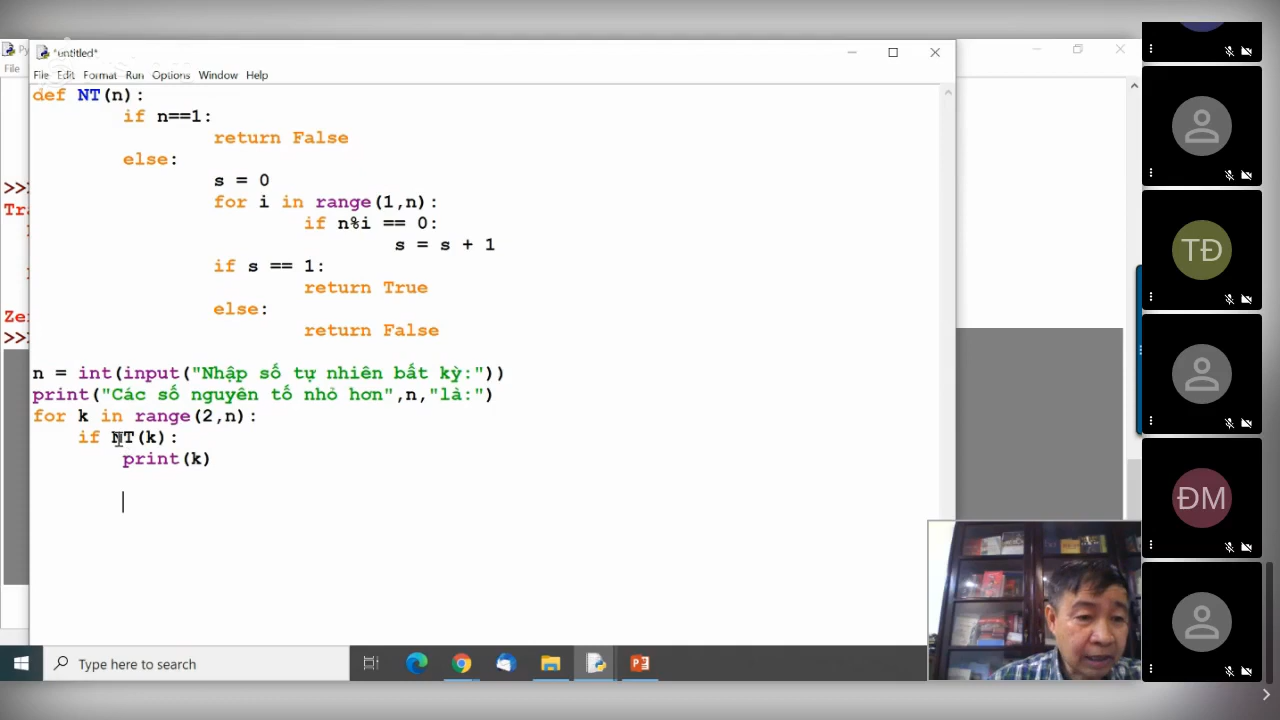 *untitled*
File Edit Format Run Options Window Help
File
def NT(n):
if n==1:
return False
else:
s = 0
for i in range(1,n):
if n%i == 0:
s = s + 1
if s == 1:
return True
else:
return False
n = int(input("Nhập số tự nhiên bất kỳ:"))
print("Các số nguyên tố nhỏ hơn",n,"là:")
for k in range(2,n):
if NT(k):
print(k)
>>
Tra
Ze
>>
TĐ
ĐM
Type here to search